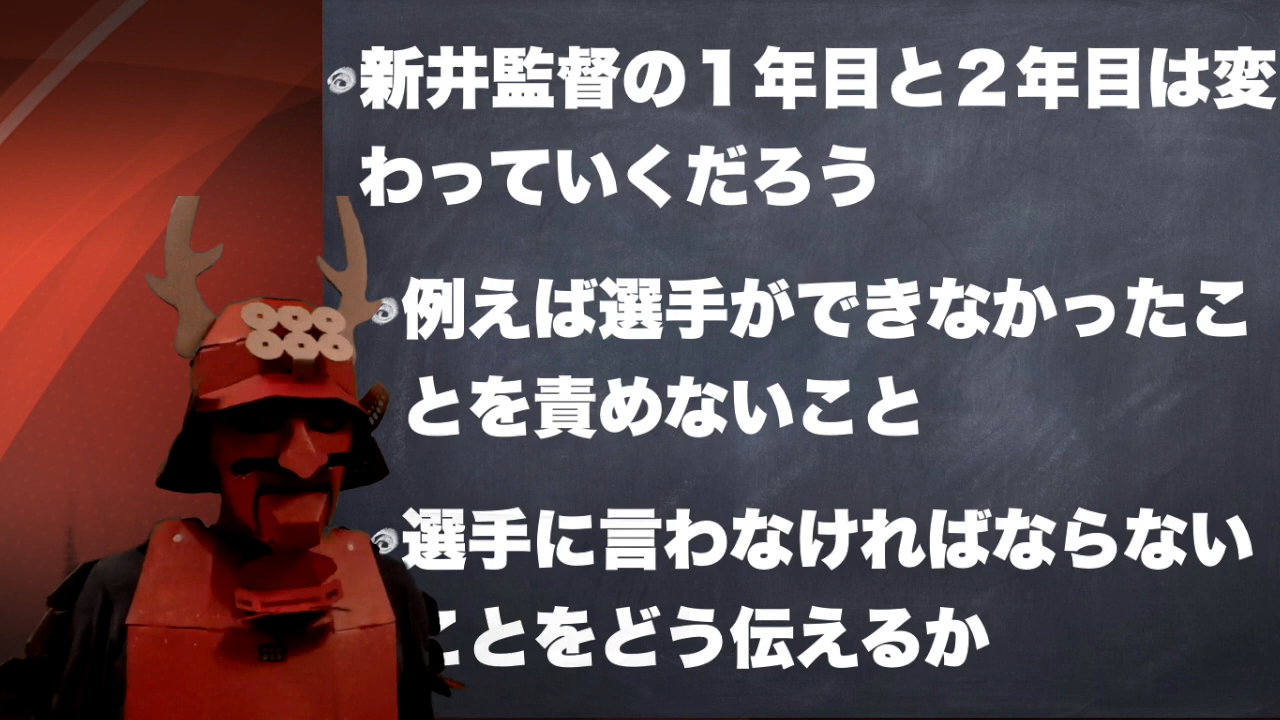 新井監督の１年目と２年目は変
わっていくだろう
例えば選手ができなかったこ
とを責めないこと
選手に言わなければならない
ことをどう伝えるか